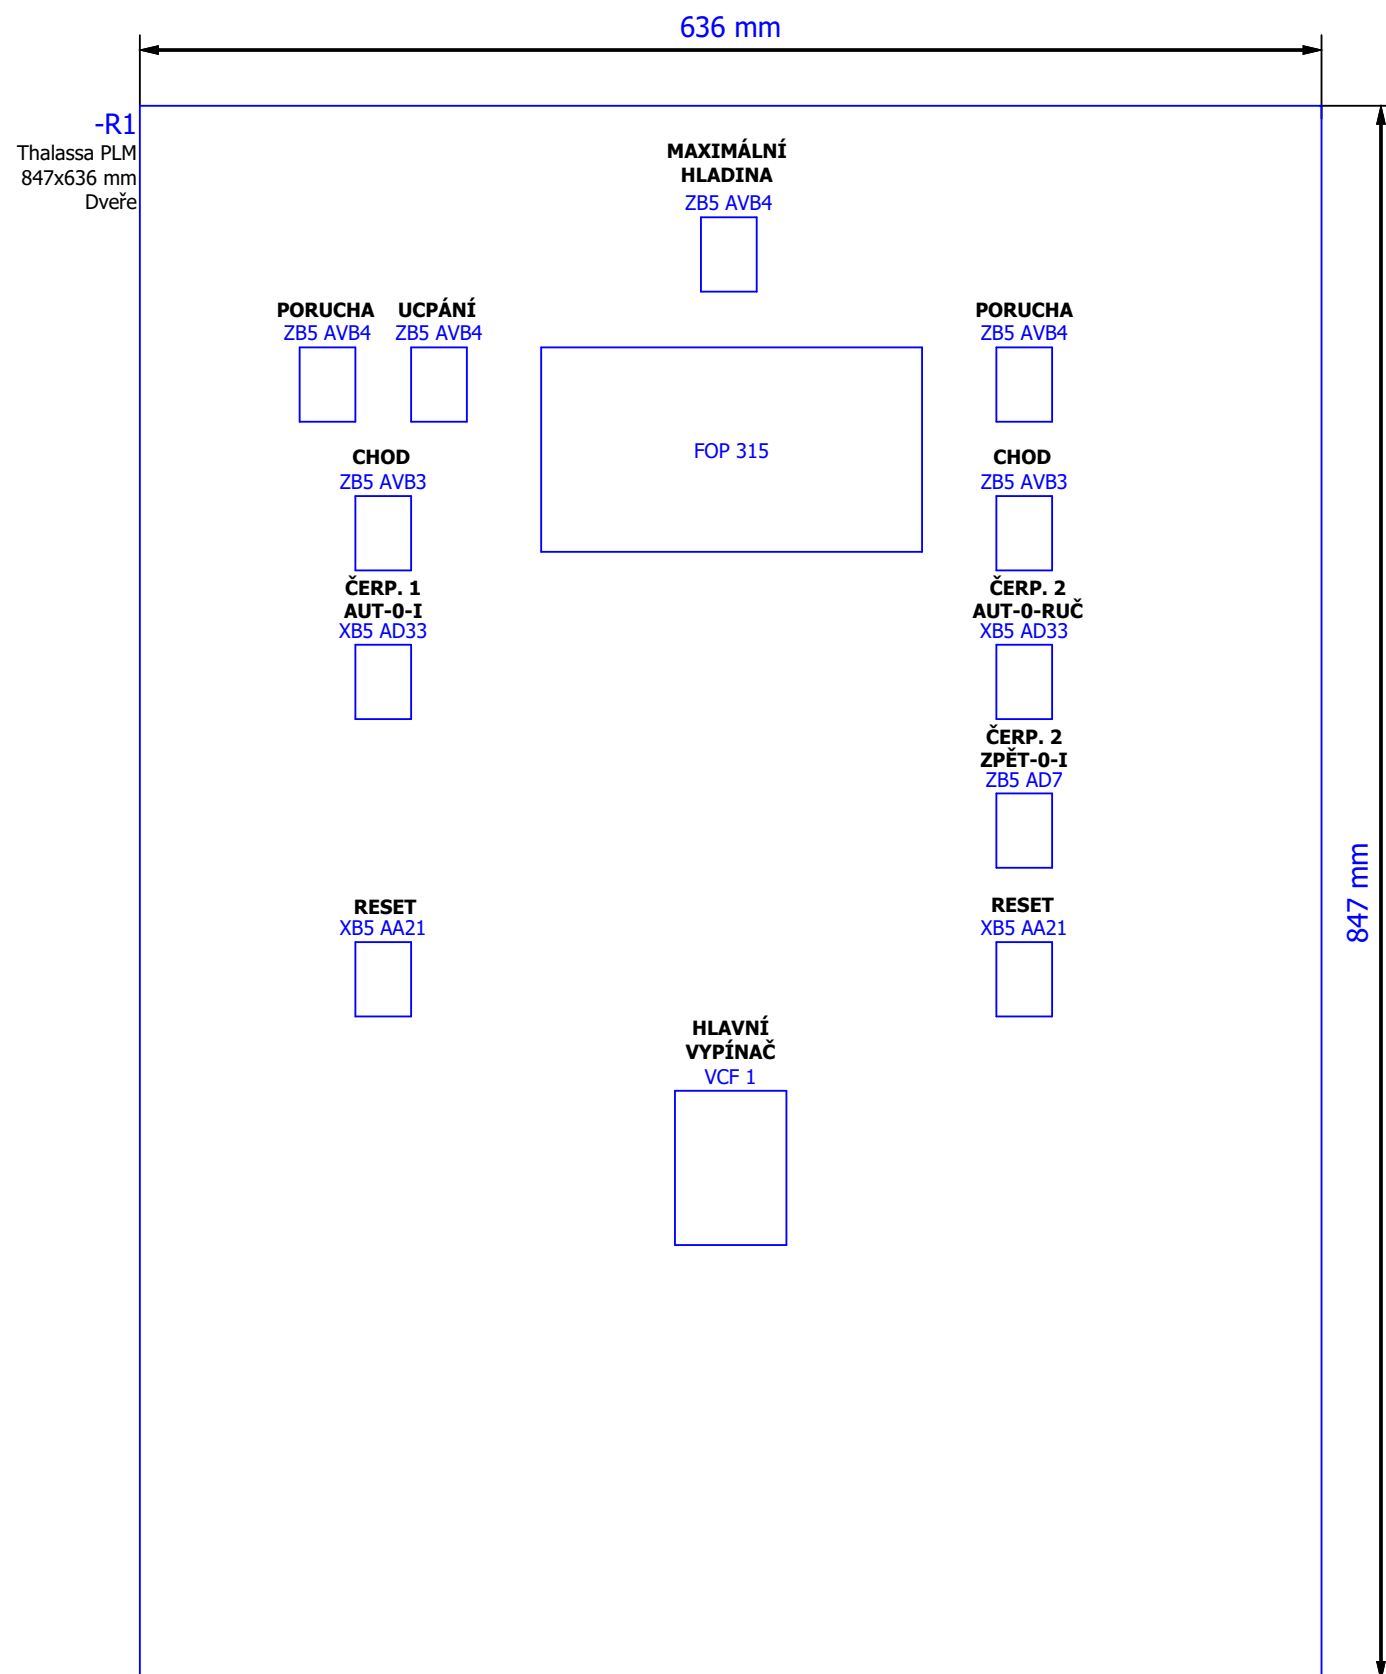 636 mm
-R1
Thalassa PLM
847x636 mm
Dveře
MAXIMÁLNÍ
HLADINA
ZB5 AVB4
PORUCHA
ZB5 AVB4
UCPÁNÍ
ZB5 AVB4
PORUCHA
ZB5 AVB4
FOP 315
CHOD
ZB5 AVB3
CHOD
ZB5 AVB3
ČERP. 1
AUT-0-I
XB5 AD33
ČERP. 2
AUT-0-RUČ
XB5 AD33
ČERP. 2
ZPĚT-0-I
ZB5 AD7
847 mm
RESET
XB5 AA21
RESET
XB5 AA21
HLAVNÍ
VYPÍNAČ
VCF 1